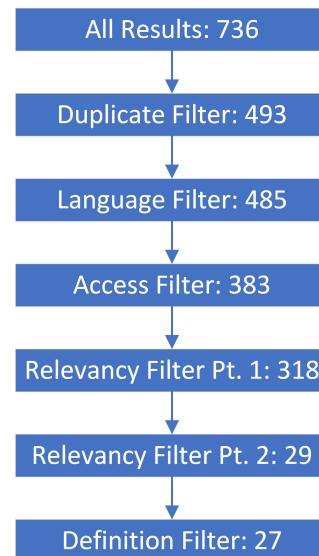 All Results: 736
Duplicate Filter: 493
Language Filter: 485
Access Filter: 383
Relevancy Filter Pt. 1: 318
Relevancy Filter Pt. 2: 29
Definition Filter: 27